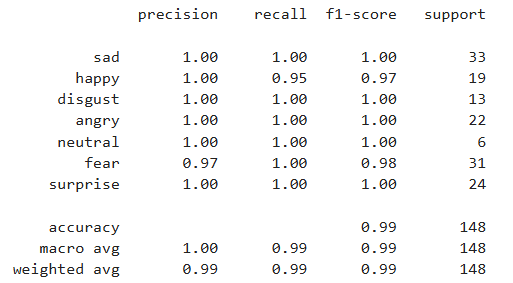 precision recall f1-score support
sad 1.00 1.00 1.00 33
happy 1.00 0.95 0.97 19
disgust 1.00 1.00 1.00 13
angry 1.00 1.00 1.00 22
neutral 1.00 1.00 1.00 6
fear 0.97 1.00 0.98 31
surprise 1.00 1.00 1.00 24
accuracy 0.99 148
macro avg 1.00 0.99 0.99 148
weighted avg 0.99 0.99 0.99 148